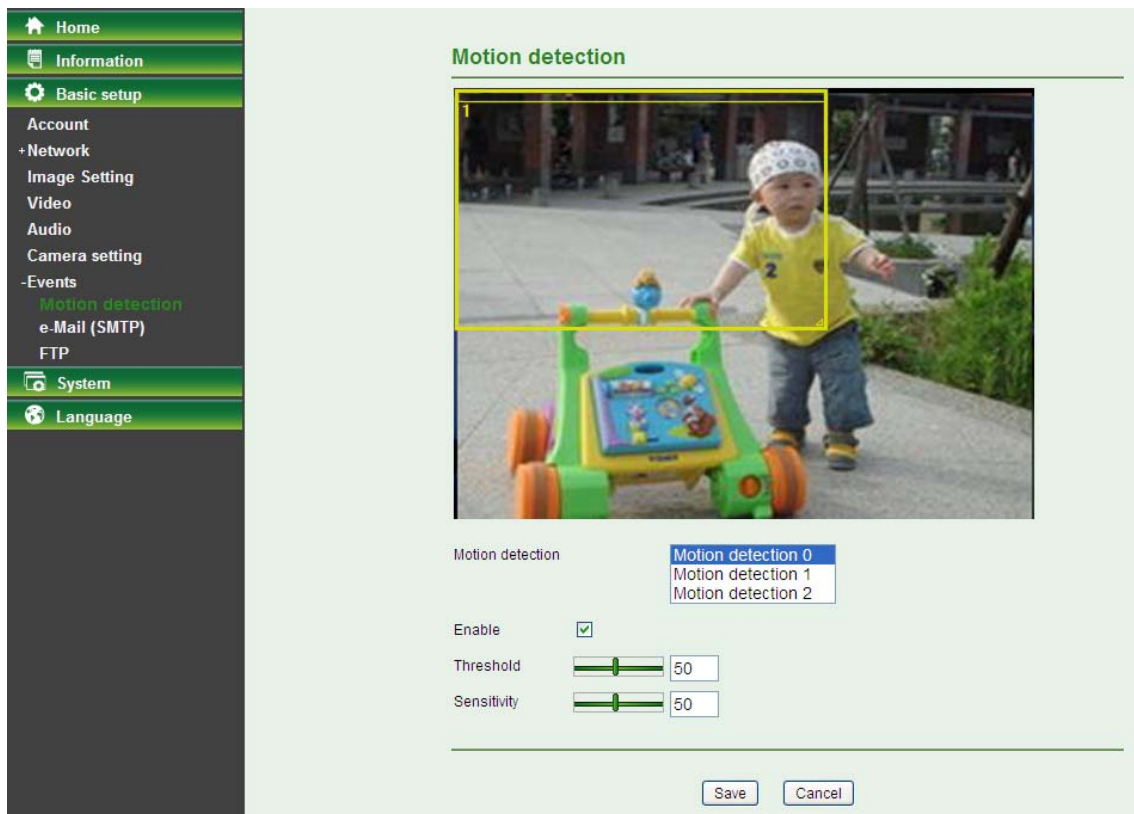 Home
Information
Basic setup
Account
+Network
Image Setting
Video
Audio
Camera setting
-Events
Motion detection
e-Mail (SMTP)
FTP
System
Language
Motion detection
1
2
Motion detection
Motion detection 0
Motion detection 1
Motion detection 2
Enable
Threshold
50
Sensitivity
50
Save
Cancel